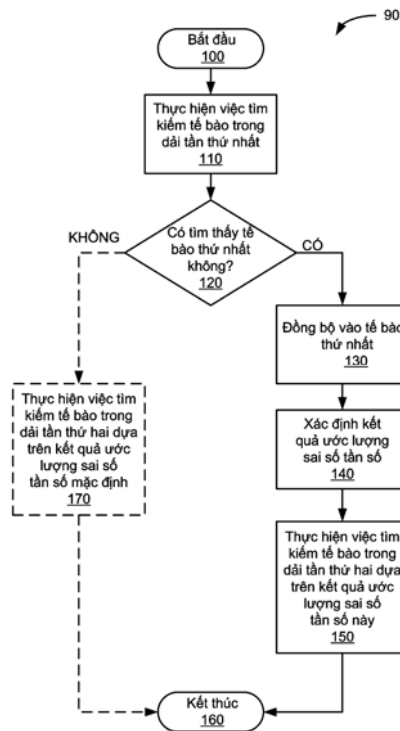 90
Bắt đầu
100
Thực hiện việc tìm
kiếm tế bào trong
dải tần thứ nhất
110
Có tìm thấy tế
bào thứ nhất
không?
120
KHÔNG
CÓ
Đồng bộ vào tế bào
thứ nhất
130
Xác định kết
quả ước lượng
sai số tần số
140
Thực hiện việc tìm
kiếm tế bào trong
dải tần thứ hai dựa
trên kết quả ước
lượng sai số
tần số mặc định
170
Thực hiện việc tìm
kiếm tế bào trong
dải tần thứ hai dựa
trên kết quả ước
lượng sai số
tần số này
150
Kết thúc
160